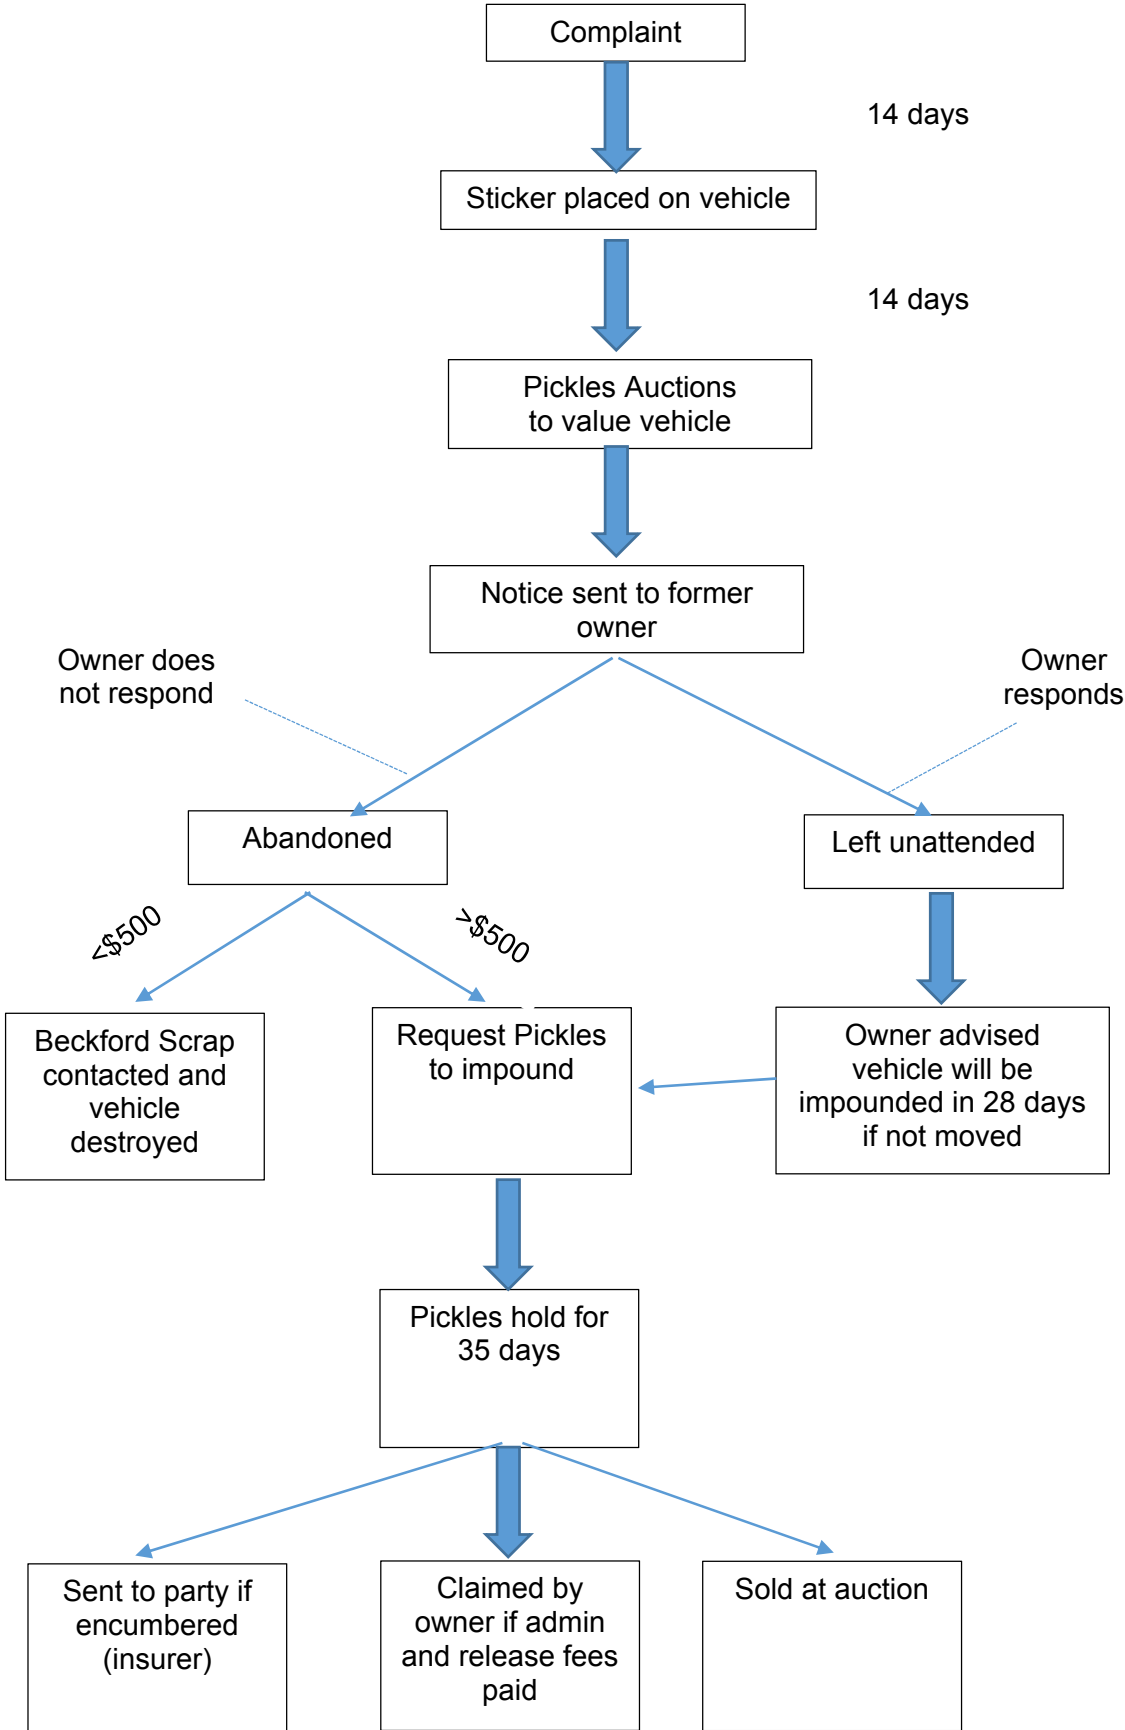 Complaint
14 days
Sticker placed on vehicle
14 days
Pickles Auctions
to value vehicle
Notice sent to former
owner
Owner does
not respond
Owner
responds
Abandoned
Left unattended
<$500
>$500
Beckford Scrap
contacted and
vehicle
destroyed
Request Pickles
to impound
Owner advised
vehicle will be
impounded in 28 days
if not moved
Pickles hold for
35 days
Sent to party if
encumbered
(insurer)
Claimed by
owner if admin
and release fees
paid
Sold at auction